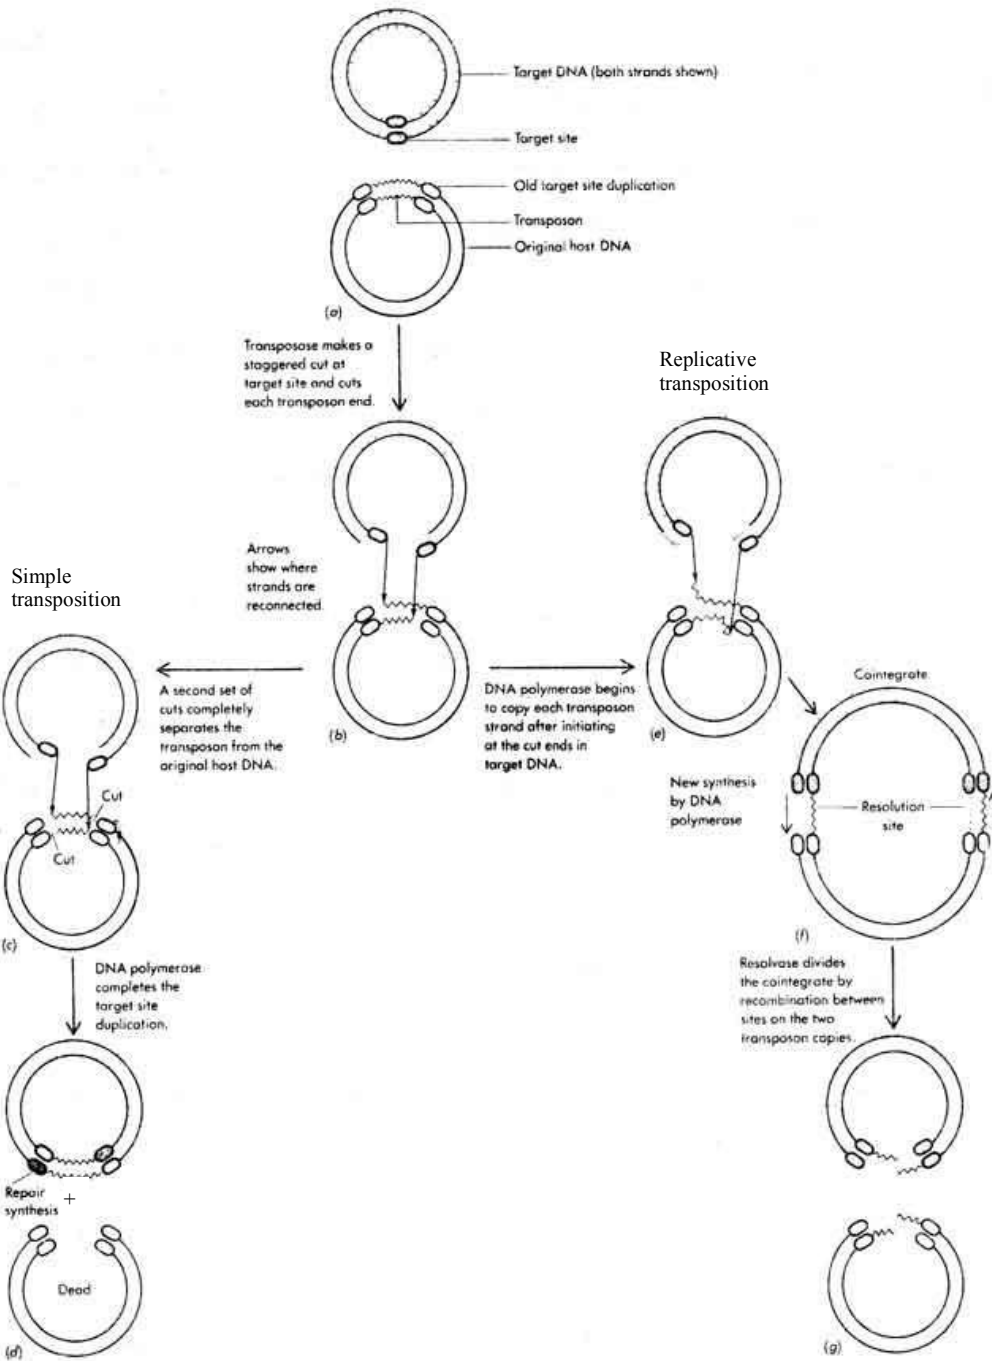 Target DNA (both strands shown)
Target site
Old target site duplication
Transposon
Original host DNA
(a)
Transposase makes a
staggered cut at
target site and cuts
each transposon end.
Replicative
transposition
Arrows
show where
strands are
reconnected.
Simple
transposition
A second set of
cuts completely
separates the
transposon from the
original host DNA.
(b)
DNA polymerase begins
to copy each transposon
strand after initiating
at the cut ends in
target DNA.
(e)
Cointegrate
New synthesis
by DNA
polymerase
Resolution
site
Cut
Cut
(c)
(f)
DNA polymerase
completes the
target site
duplication.
Resolvase divides
the cointegrate by
recombination between
sites on the two
transposon copies.
Repair
synthesis
+
Dead
(d)
(g)